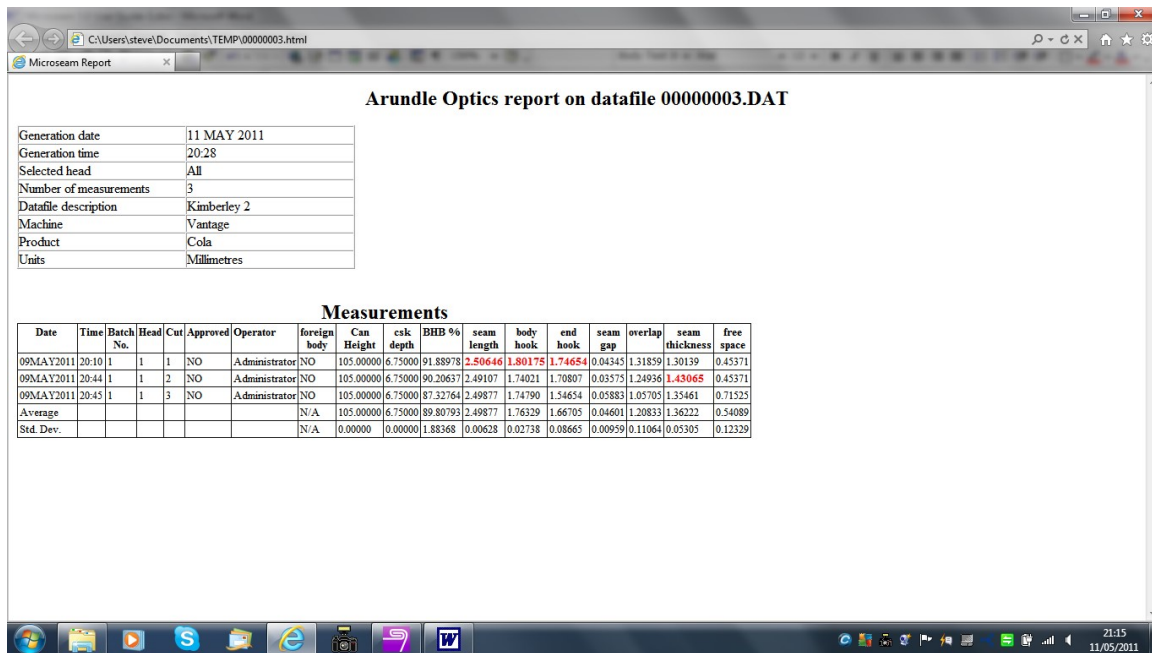 C:\Users\steve\Documents\TEMP\00000003.html
Microseam Report
Arundle Optics report on datafile 00000003.DAT
Generation date 11 MAY 2011
Generation time 20:28
Selected head All
Number of measurements 3
Datafile description Kimberley 2
Machine Vantage
Product Cola
Units Millimetres
Measurements
Date Time Batch No. Head Cut Approved Operator foreign body Can Height csk depth BHB % seam length body hook end hook seam gap overlap seam thickness free space
09MAY2011 20:10 1 1 1 NO Administrator NO 105.00000 6.75000 91.88978 2.50646 1.80175 1.74654 0.04345 1.31859 1.30139 0.45371
09MAY2011 20:44 1 1 2 NO Administrator NO 105.00000 6.75000 90.20637 2.49107 1.74021 1.70807 0.03575 1.24936 1.43065 0.45371
09MAY2011 20:45 1 1 3 NO Administrator NO 105.00000 6.75000 87.32764 2.49877 1.74790 1.54654 0.05883 1.05705 1.35461 0.71525
Average N/A 105.00000 6.75000 89.80793 2.49877 1.76329 1.66705 0.04601 1.20833 1.36222 0.54089
Std. Dev. N/A 0.00000 0.00000 1.88368 0.00628 0.02738 0.08665 0.00959 0.11064 0.05305 0.12329
21:15
11/05/2011